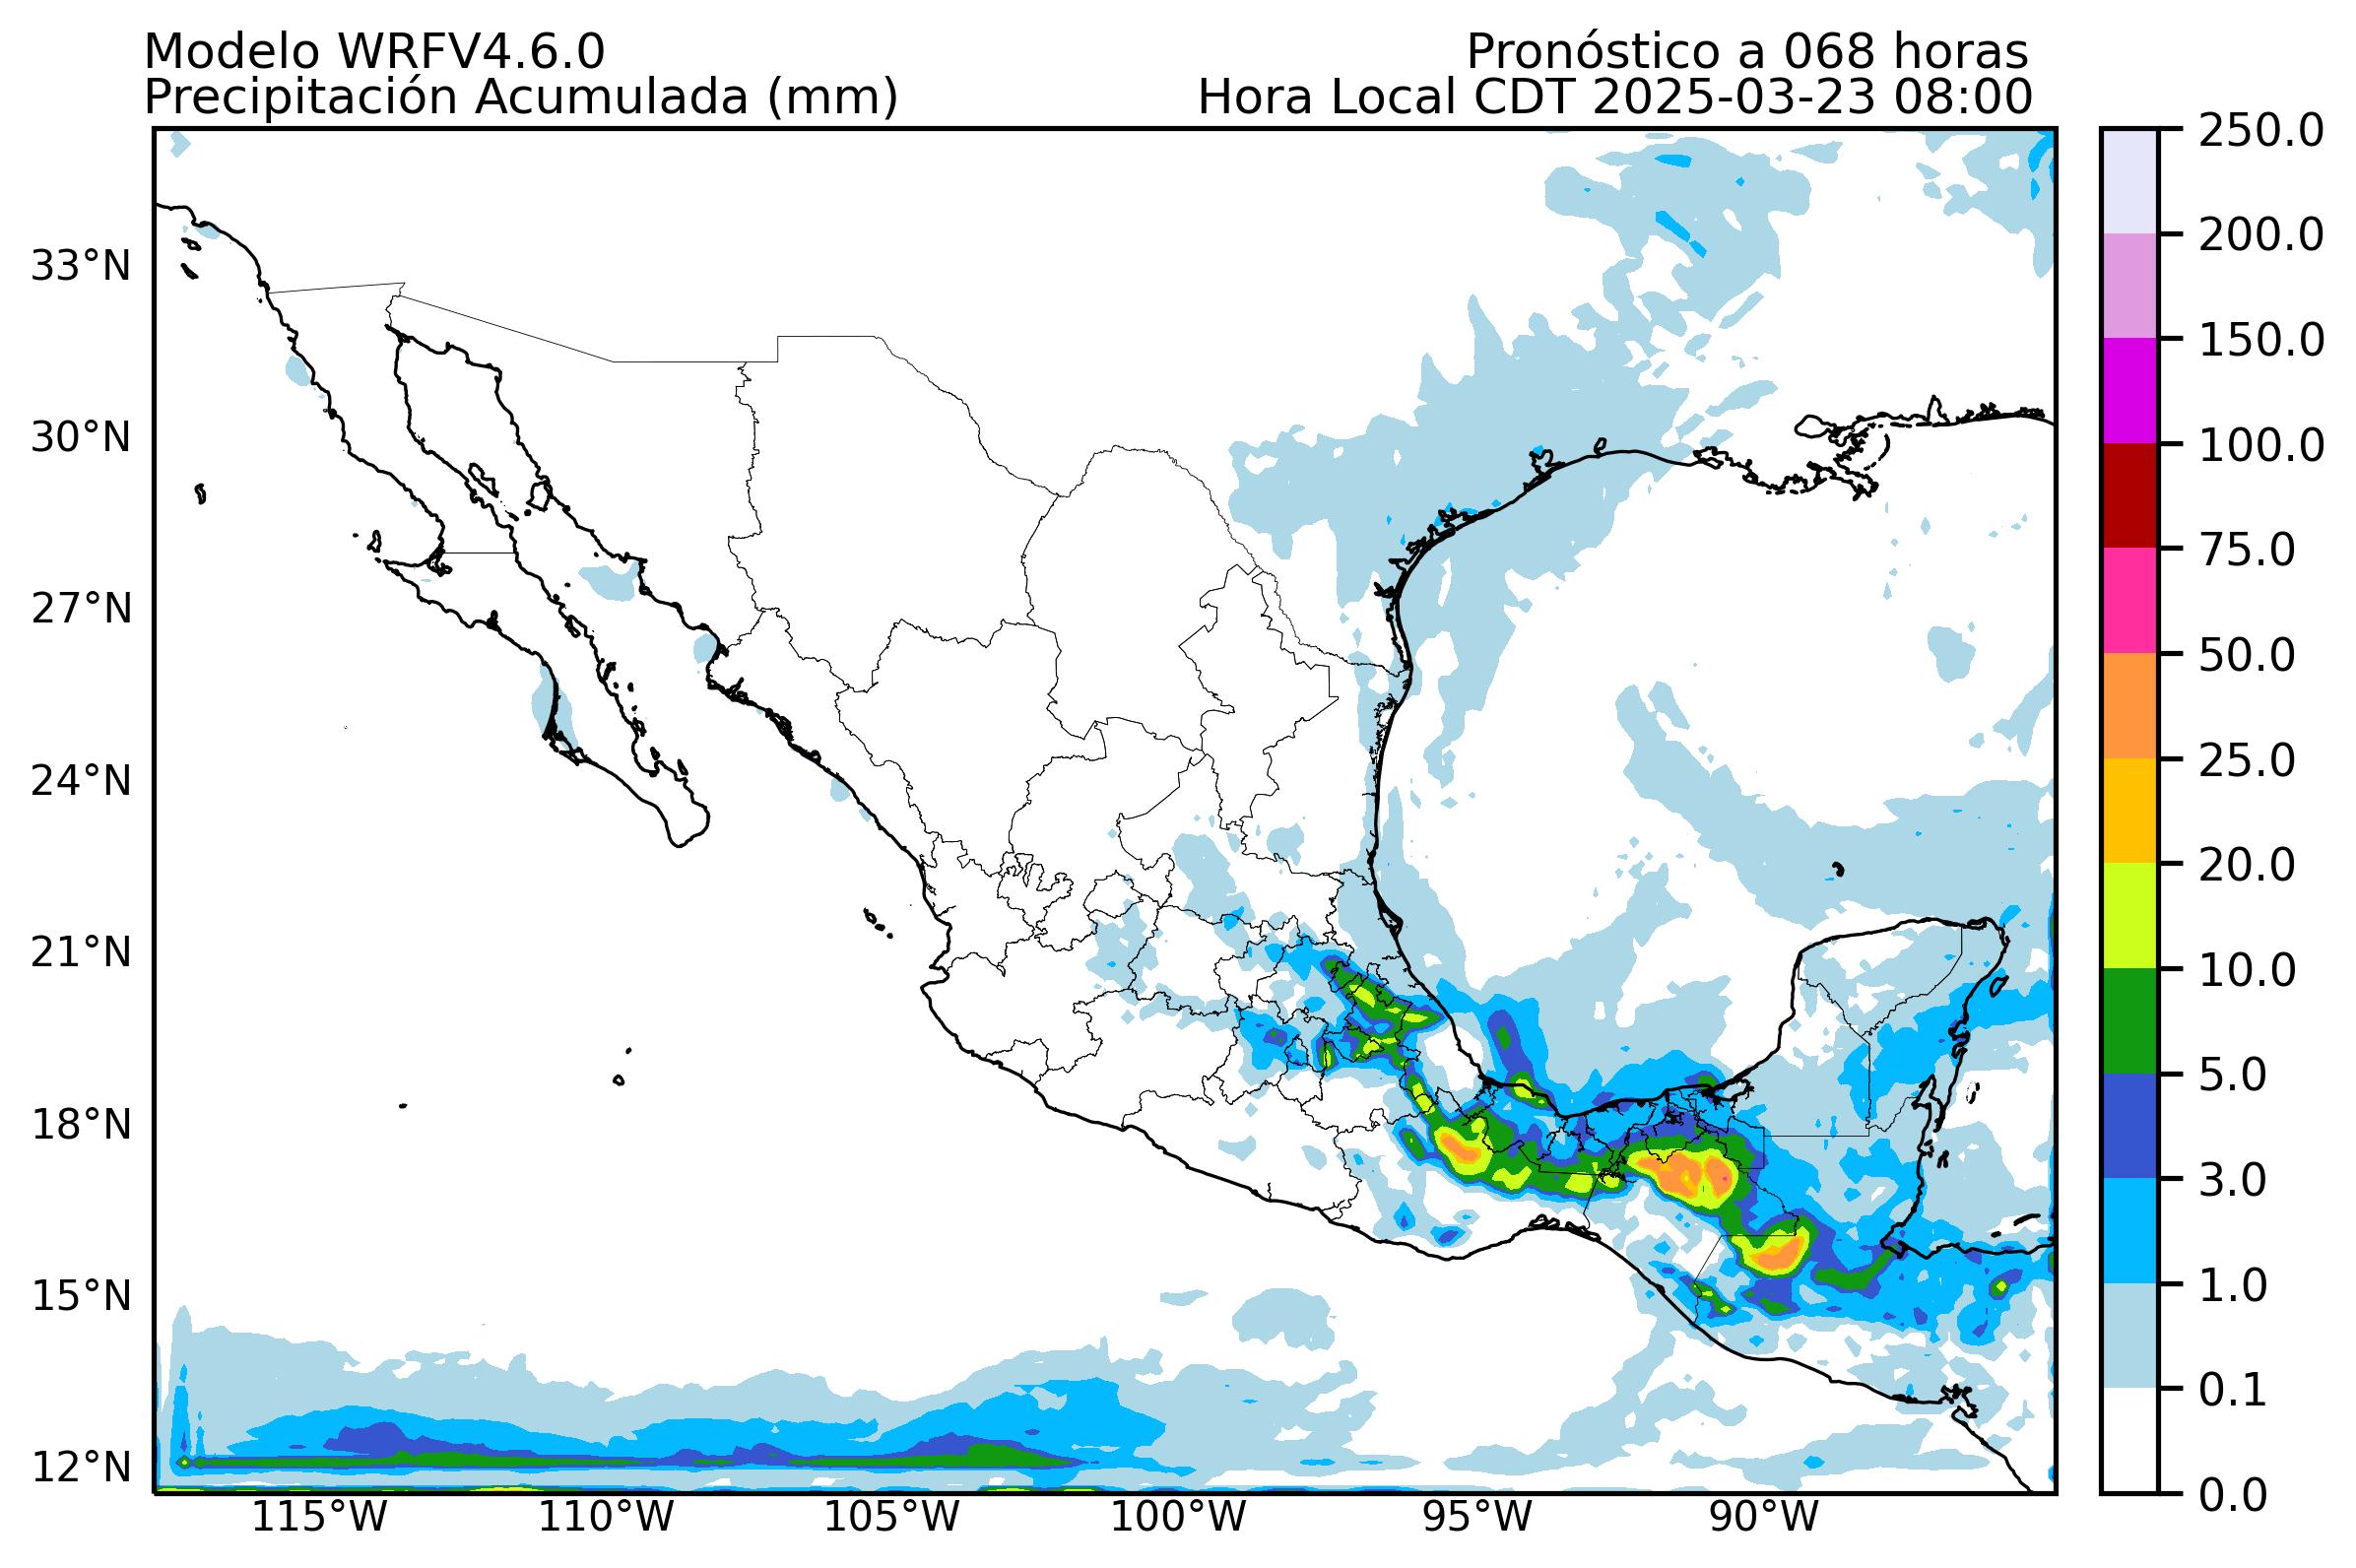 Modelo WRFV4.6.0
Pronóstico a 068 horas
Precipitación Acumulada (mm)
Hora Local CDT 2025-03-23 08:00
33°N
30°N
27°N
24°N
21°N
18°N
15°N
12°N
115°W
110°W
105°W
100°W
95°W
90°W
250.0
200.0
150.0
100.0
75.0
50.0
25.0
20.0
10.0
5.0
3.0
1.0
0.1
0.0